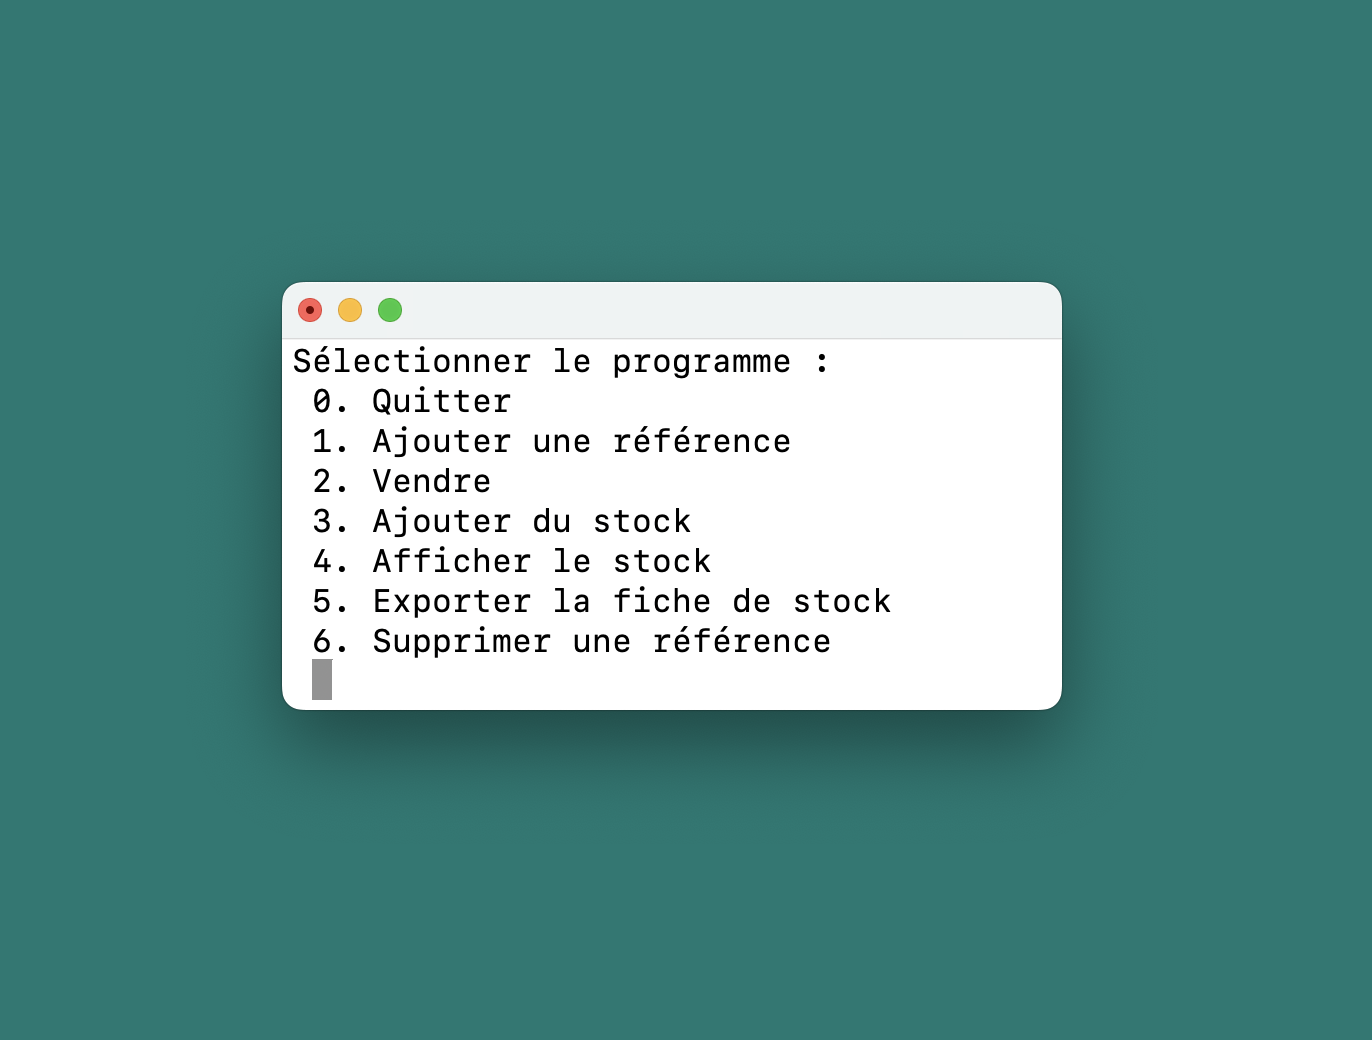 Sélectionner le programme :
0. Quitter
1. Ajouter une référence
2. Vendre
3. Ajouter du stock
4. Afficher le stock
5. Exporter la fiche de stock
6. Supprimer une référence